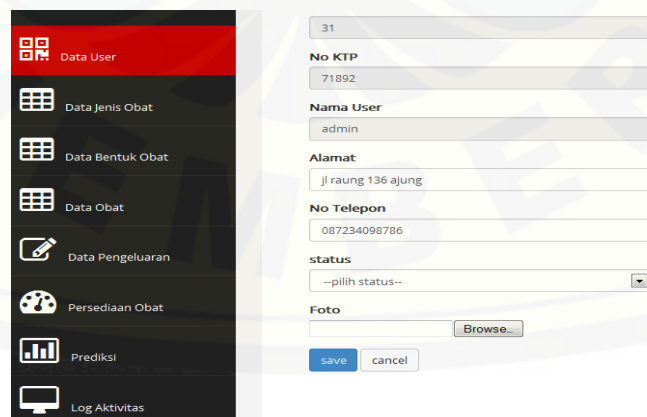 Data User
Data Jenis Obat
Data Bentuk Obat
Data Obat
Data Pengeluaran
Persediaan Obat
Prediksi
Log Aktivitas
31
No KTP
71892
Nama User
admin
Alamat
jl raung 136 ajung
No Telepon
087234098786
status
--pilih status--
Foto
Browse...
save
cancel